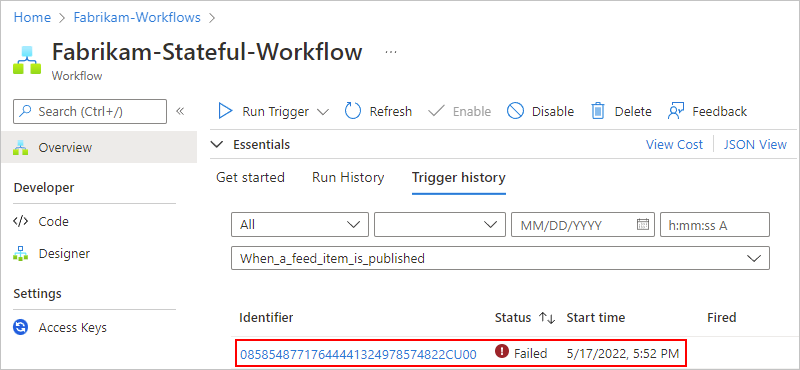 Home > Fabrikam-Workflows >
Fabrikam-Stateful-Workflow ...
Workflow
Search (Ctrl+/) «
Run Trigger Refresh Enable Disable Delete Feedback
Overview
Essentials View Cost JSON View
Get started Run History Trigger history
Developer
Code
Designer
Settings
Access Keys
All MM/DD/YYYY h:mm:ss A
When_a_feed_item_is_published
Identifier Status ↑↓ Start time Fired
08585487717644441324978574822CU00 Failed 5/17/2022, 5:52 PM